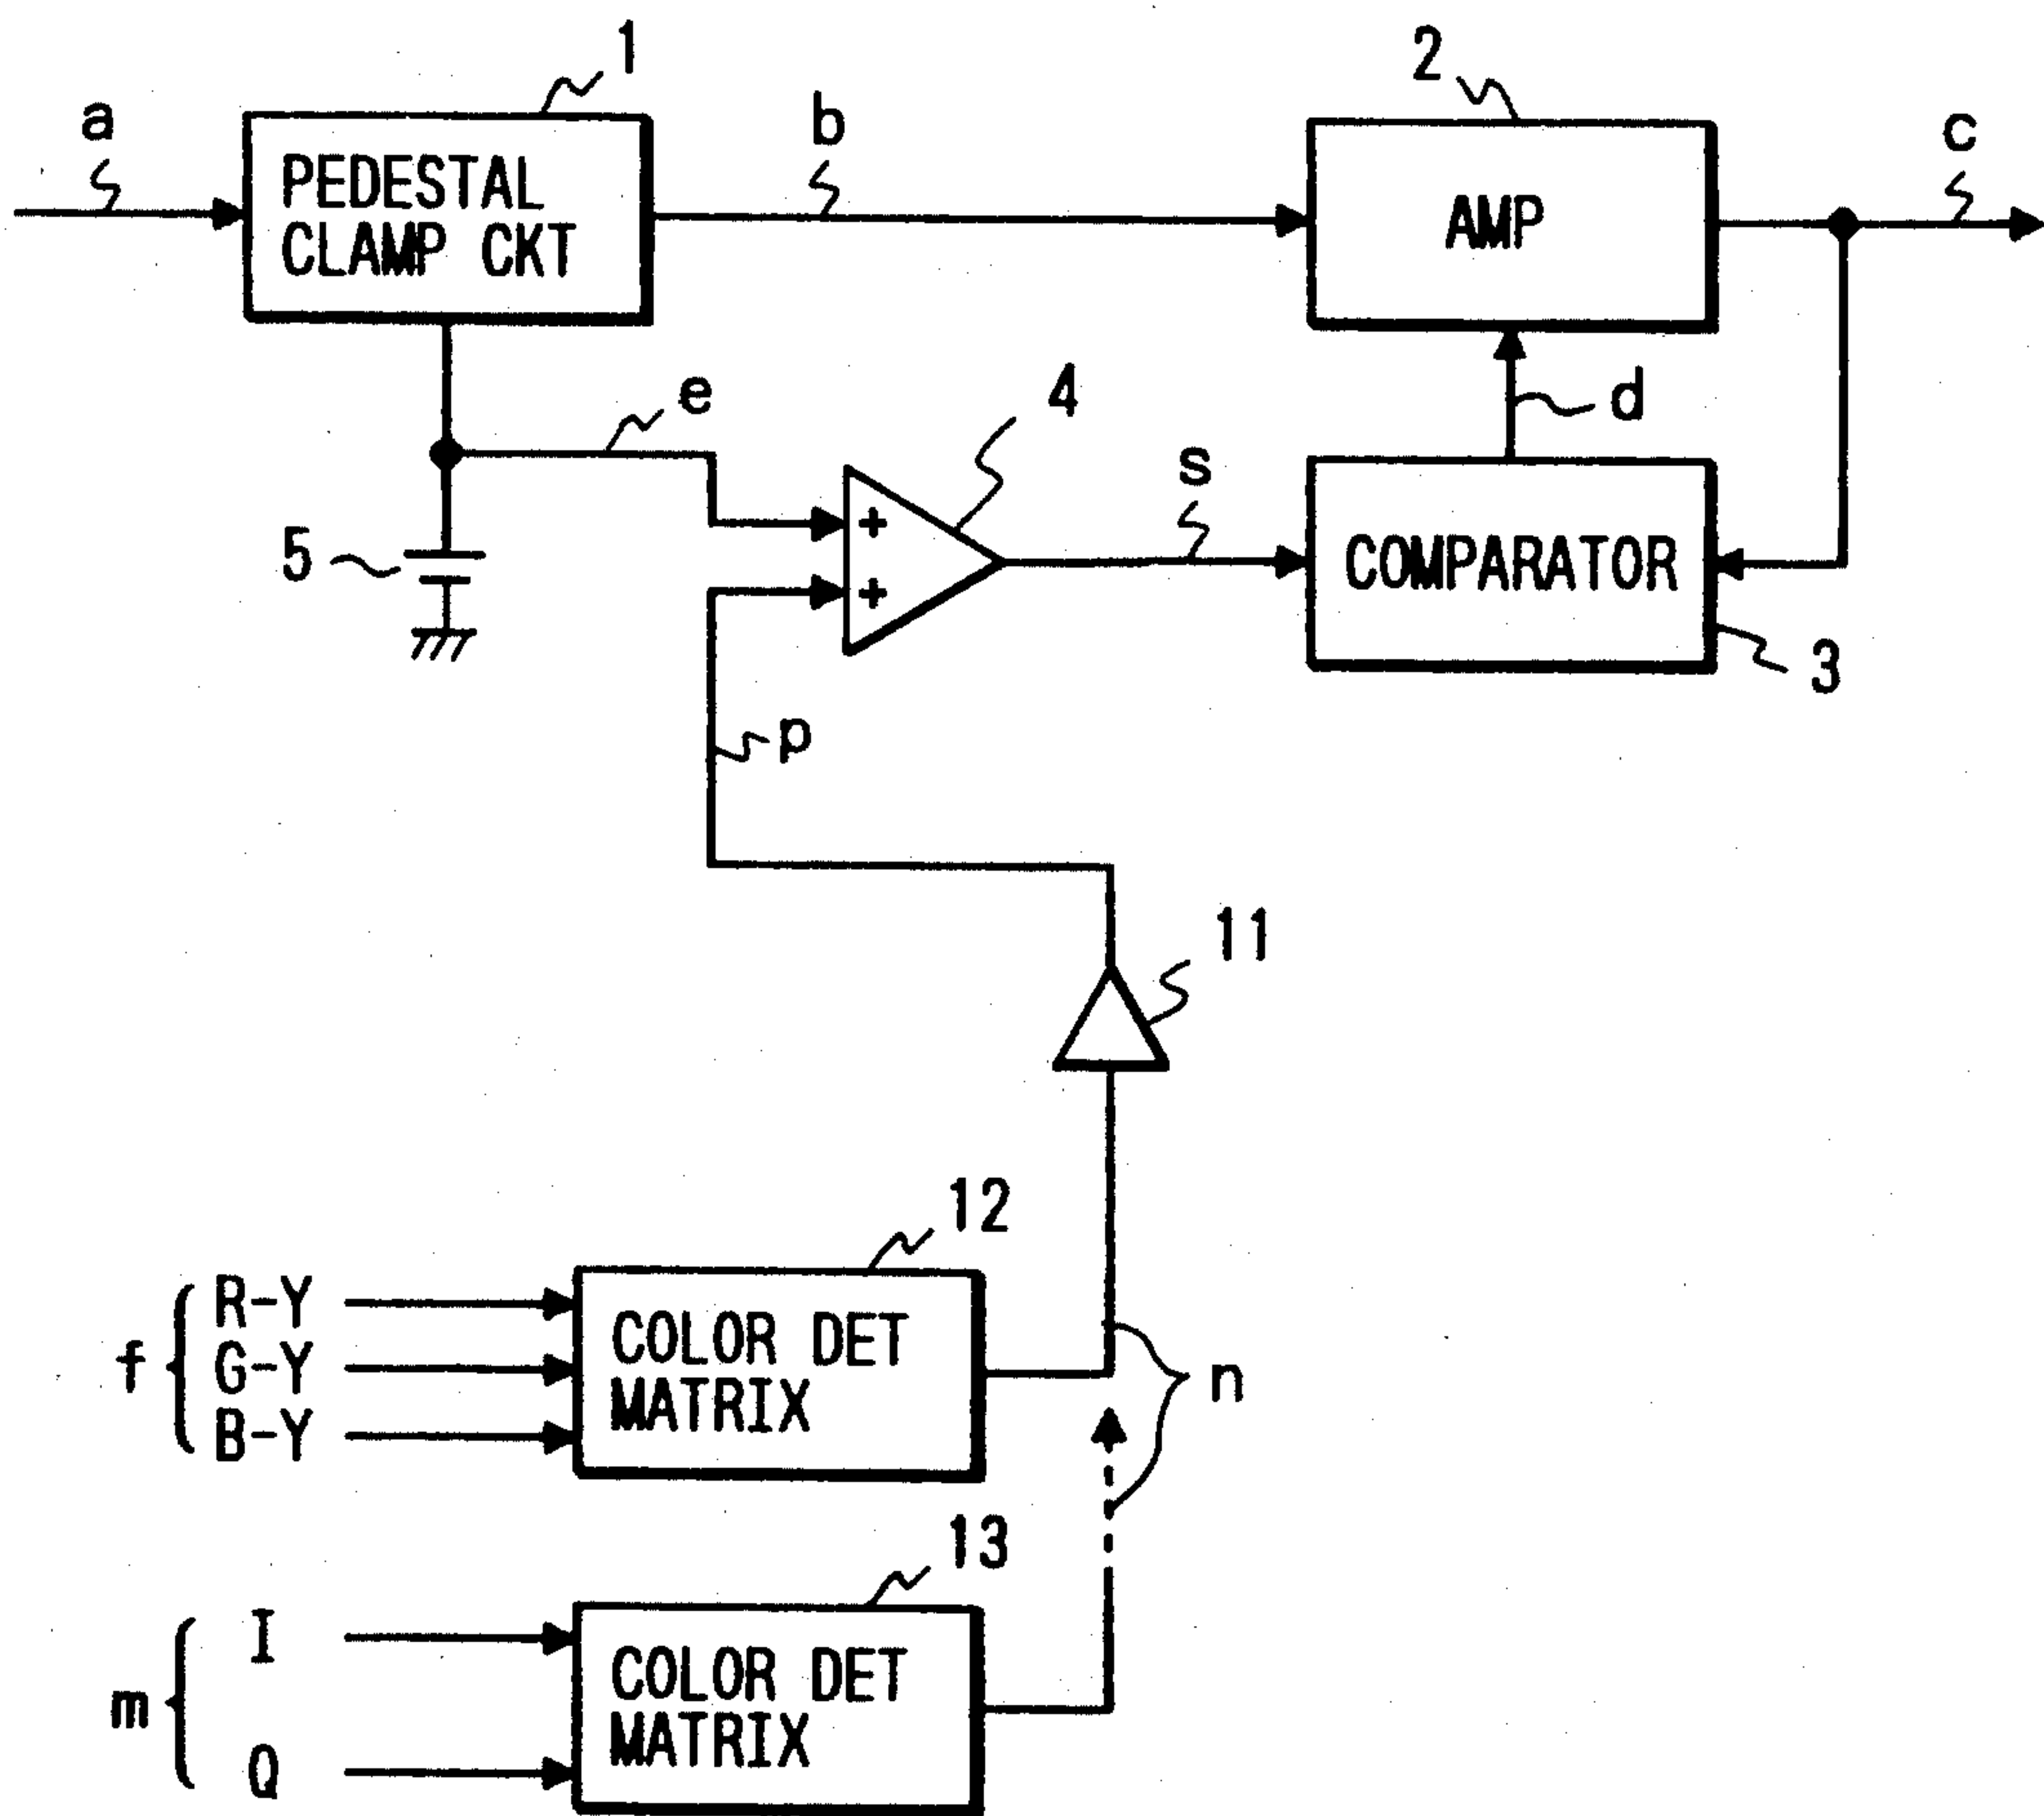 1
2
a
b
c
PEDESTAL
CLAMP CKT
AMP
e
4
d
s
5
+
+
COMPARATOR
3
p
11
12
f
R-Y
G-Y
B-Y
COLOR DET
MATRIX
n
13
m
I
Q
COLOR DET
MATRIX